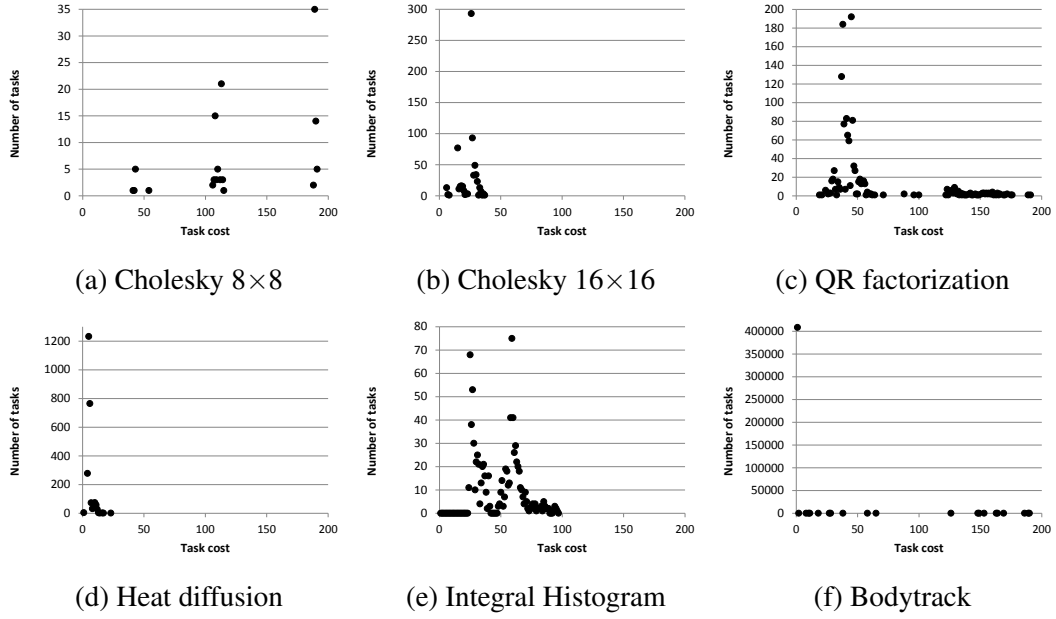 35
30
25
20
15
10
5
0
Number of tasks
0 50 100 150 200
Task cost
(a) Cholesky 8×8
300
250
200
150
100
50
0
Number of tasks
0 50 100 150 200
Task cost
(b) Cholesky 16×16
200
180
160
140
120
100
80
60
40
20
0
Number of tasks
0 50 100 150 200
Task cost
(c) QR factorization
1200
1000
800
600
400
200
0
Number of tasks
0 50 100 150 200
Task cost
(d) Heat diffusion
80
70
60
50
40
30
20
10
0
Number of tasks
0 50 100 150 200
Task cost
(e) Integral Histogram
400000
350000
300000
250000
200000
150000
100000
50000
0
Number of tasks
0 50 100 150 200
Task cost
(f) Bodytrack